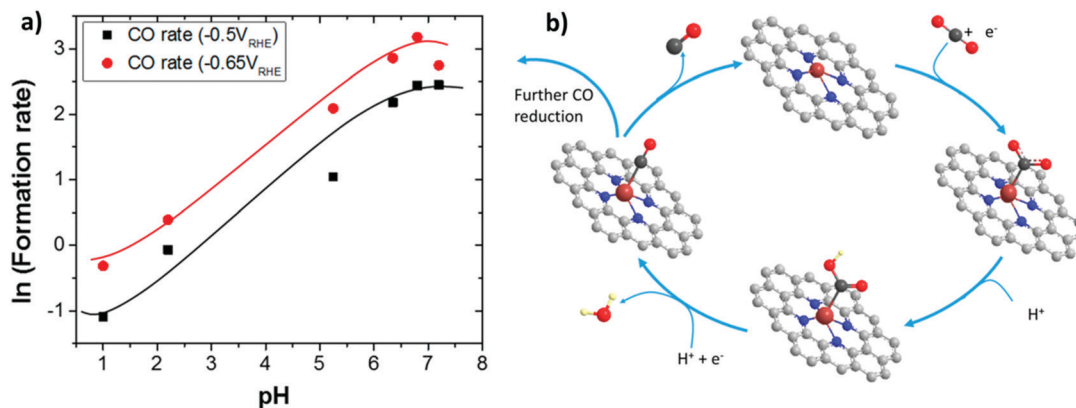 a)
CO rate (-0.5V_RHE)
CO rate (-0.65V_RHE
ln (Formation rate)
3
2
1
0
-1
1 2 3 4 5 6 7 8
pH
b)
+ e⁻
Further CO
reduction
H⁺
H⁺ + e⁻